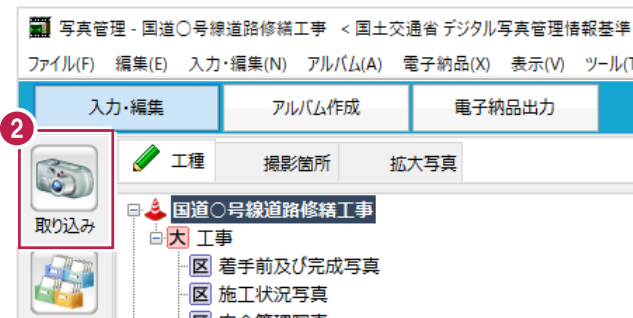 写真管理 - 国道〇号線道路修繕工事 < 国土交通省 デジタル写真管理情報基準
ファイル(F) 編集(E) 入力・編集(N) アルバム(A) 電子納品(X) 表示(V) ツール(T
入力・編集 アルバム作成 電子納品出力
2
工種 撮影箇所 拡大写真
取り込み
国道〇号線道路修繕工事
大 工事
区 着手前及び完成写真
区 施工状況写真